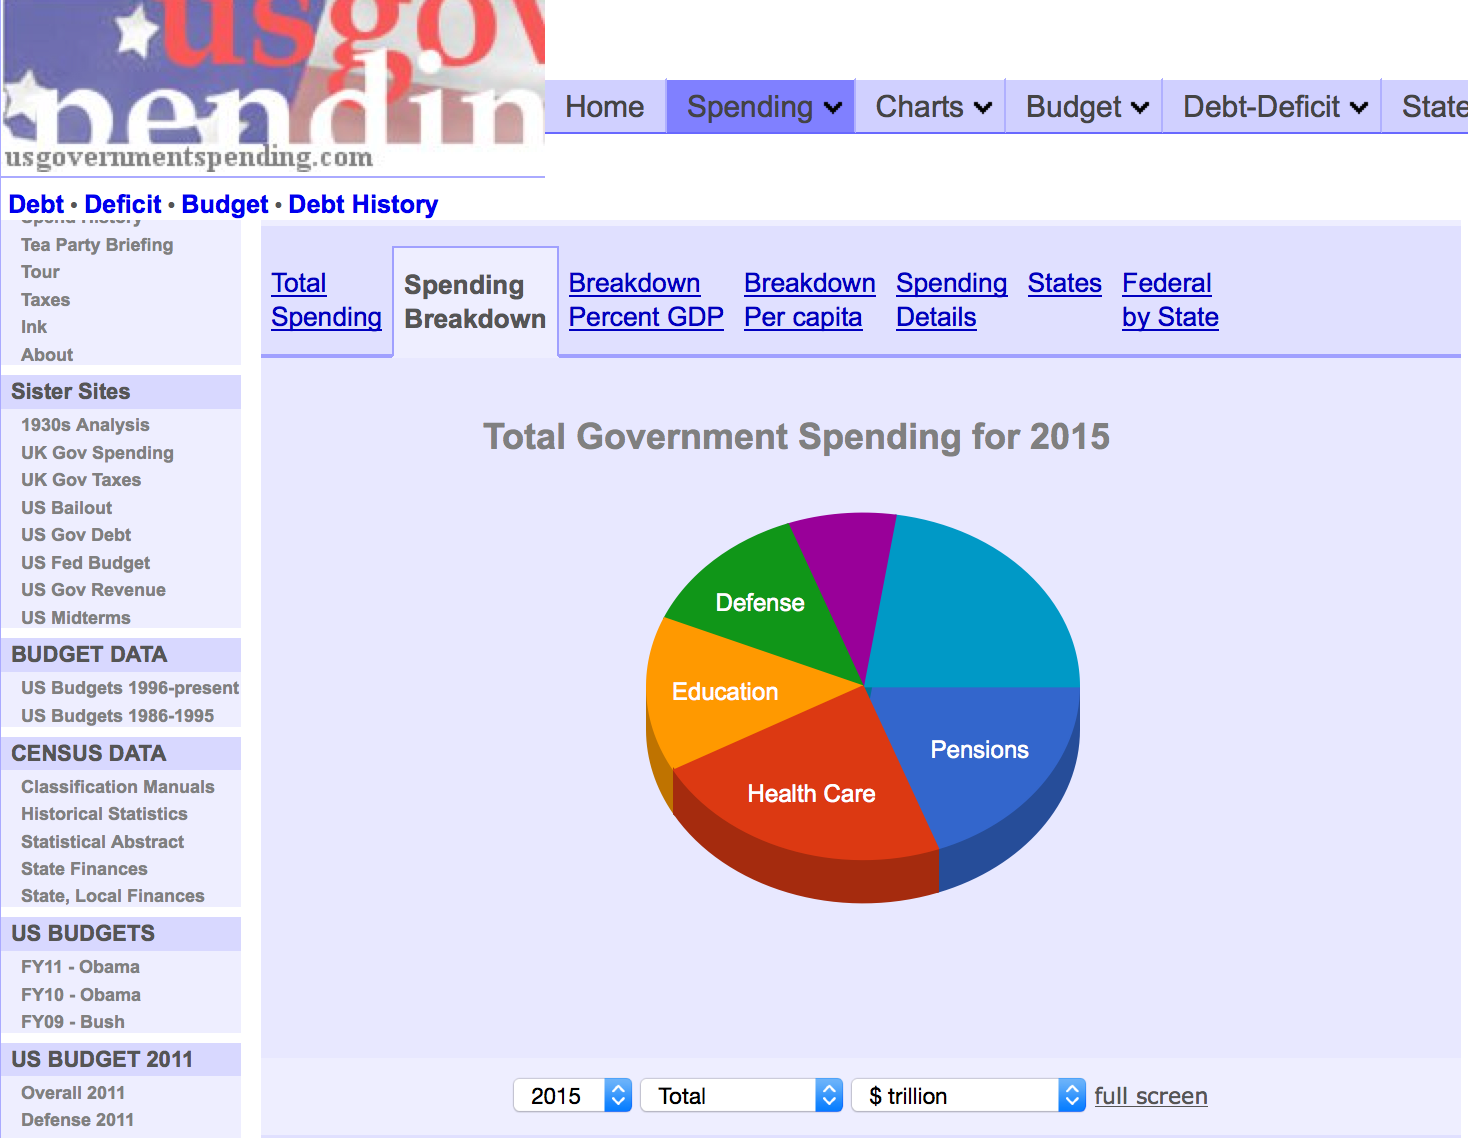 usgov
pending
usgovernmentspending.com
Home Spending Charts Budget Debt-Deficit State
Debt • Deficit • Budget • Debt History
Spend History
Tea Party Briefing
Tour
Taxes
Ink
About
Sister Sites
1930s Analysis
UK Gov Spending
UK Gov Taxes
US Bailout
US Gov Debt
US Fed Budget
US Gov Revenue
US Midterms
BUDGET DATA
US Budgets 1996-present
US Budgets 1986-1995
CENSUS DATA
Classification Manuals
Historical Statistics
Statistical Abstract
State Finances
State, Local Finances
US BUDGETS
FY11 - Obama
FY10 - Obama
FY09 - Bush
US BUDGET 2011
Overall 2011
Defense 2011
Total
Spending
Spending
Breakdown
Breakdown
Percent GDP
Breakdown
Per capita
Spending
Details
States
Federal
by State
Total Government Spending for 2015
Defense
Education
Pensions
Health Care
2015 Total $ trillion full screen